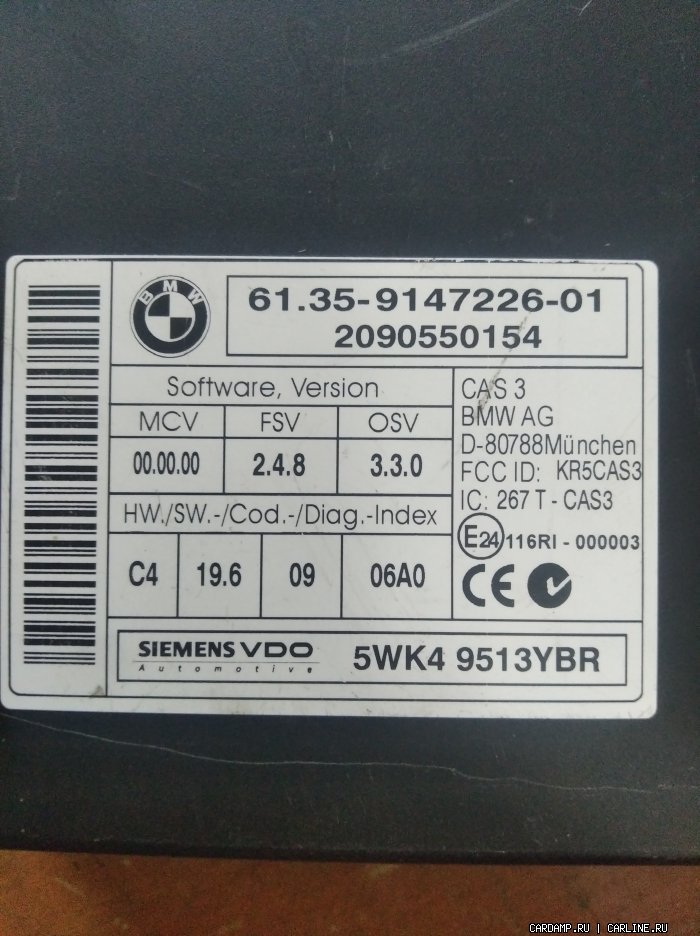 BMW
61.35-9147226-01
2090550154
Software, Version
MCV FSV OSV
00.00.00 2.4.8 3.3.0
HW./SW.-/Cod.-/Diag.-Index
C4 19.6 09 06A0
CAS 3
BMW AG
D-80788München
FCC ID: KR5CAS3
IC: 267 T - CAS3
E24 116RI - 000003
CE
SIEMENS VDO
Automotive
5WK4 9513YBR
CARDAMP.RU | CARLINE.RU